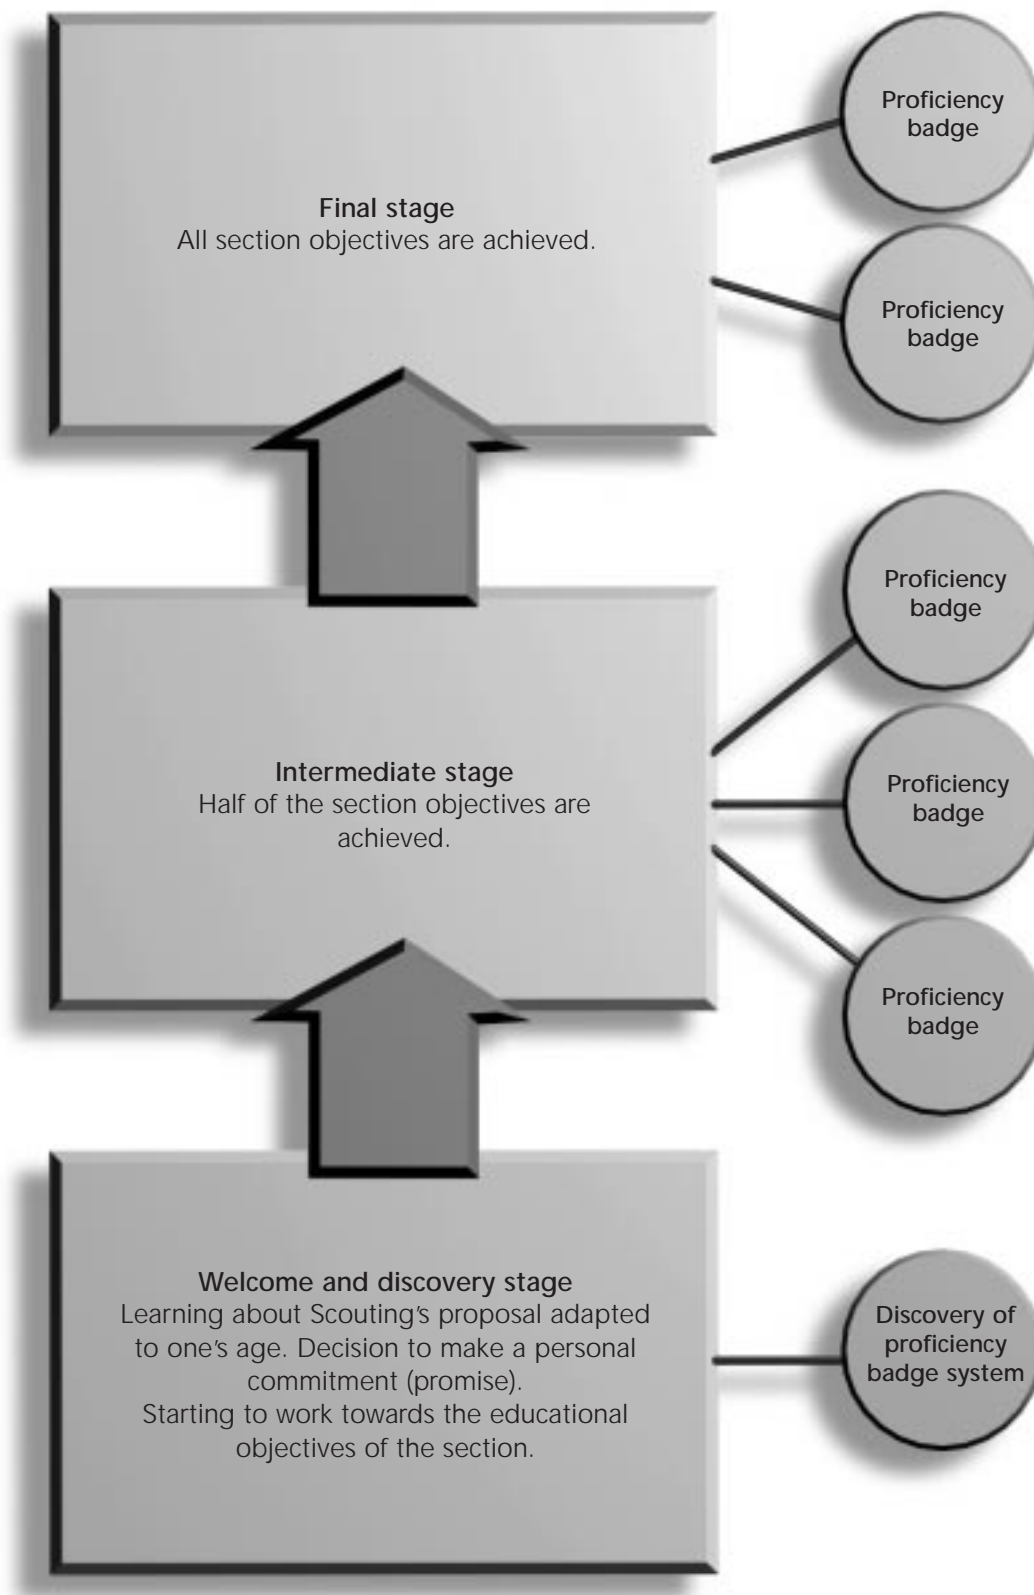 Proficiency
badge
Final stage
All section objectives are achieved.
Proficiency
badge
Proficiency
badge
Intermediate stage
Half of the section objectives are
achieved.
Proficiency
badge
Proficiency
badge
Welcome and discovery stage
Learning about Scouting's proposal adapted
to one's age. Decision to make a personal
commitment (promise).
Starting to work towards the educational
objectives of the section.
Discovery of
proficiency
badge system